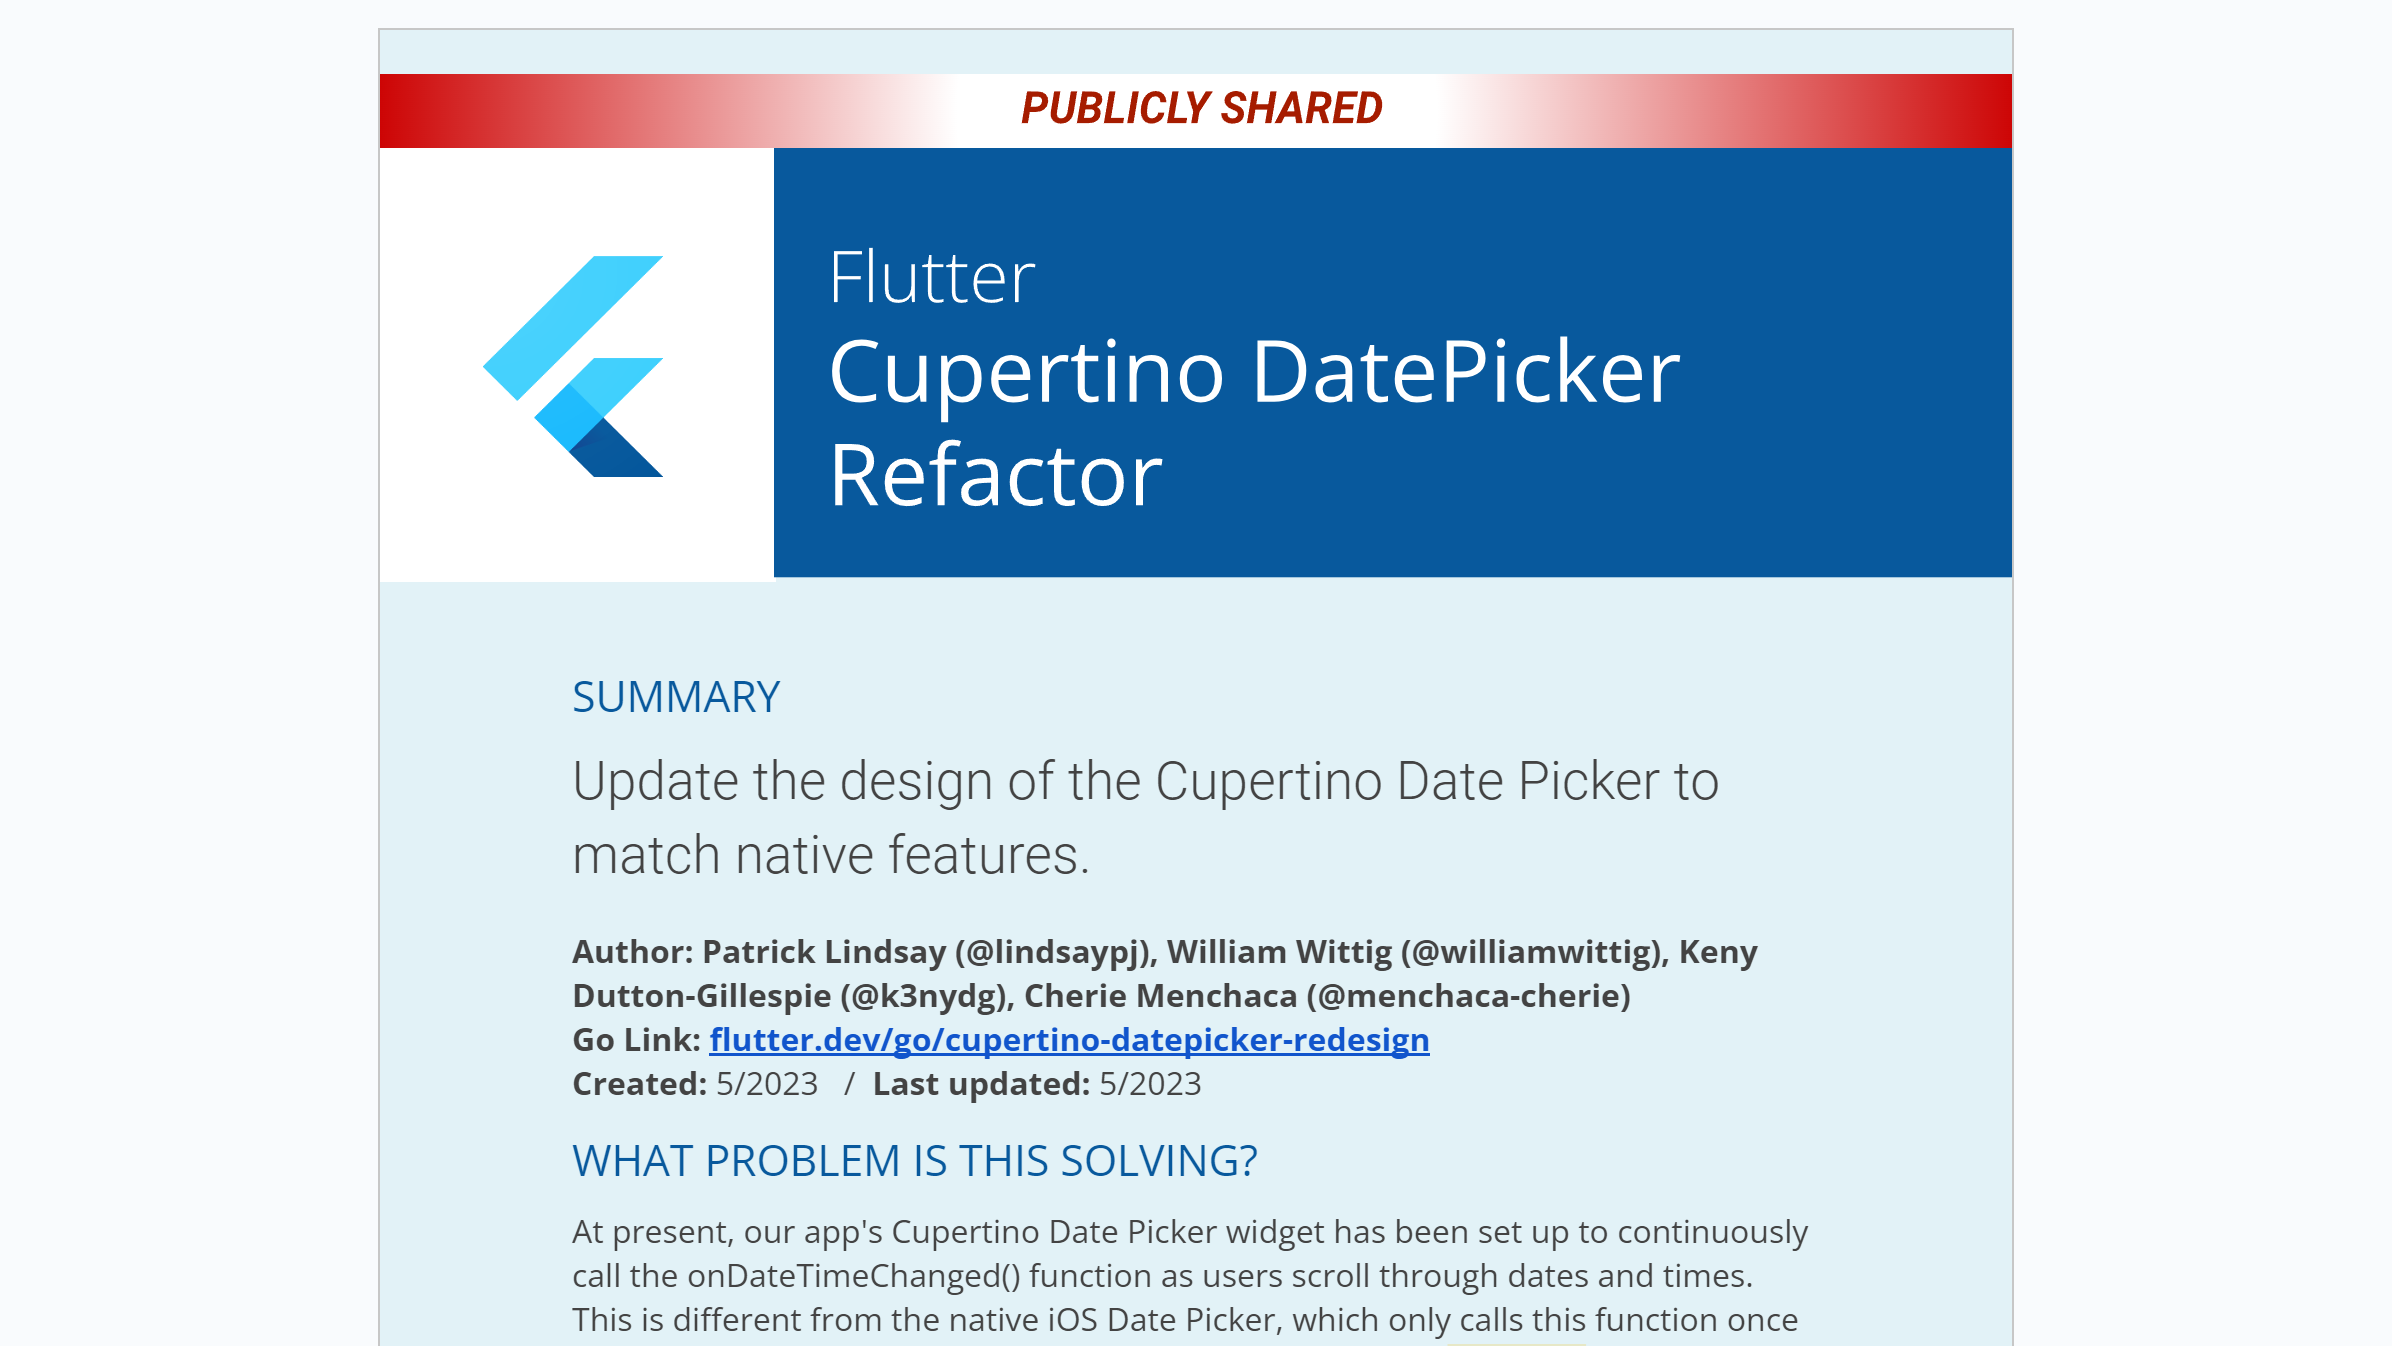 PUBLICLY SHARED
Flutter
Cupertino DatePicker
Refactor
SUMMARY
Update the design of the Cupertino Date Picker to
match native features.
Author: Patrick Lindsay (@lindsaypj), William Wittig (@williamwittig), Keny
Dutton-Gillespie (@k3nydg), Cherie Menchaca (@menchaca-cherie)
Go Link: flutter.dev/go/cupertino-datepicker-redesign
Created: 5/2023   /  Last updated: 5/2023
WHAT PROBLEM IS THIS SOLVING?
At present, our app's Cupertino Date Picker widget has been set up to continuously
call the onDateTimeChanged() function as users scroll through dates and times.
This is different from the native iOS Date Picker, which only calls this function once